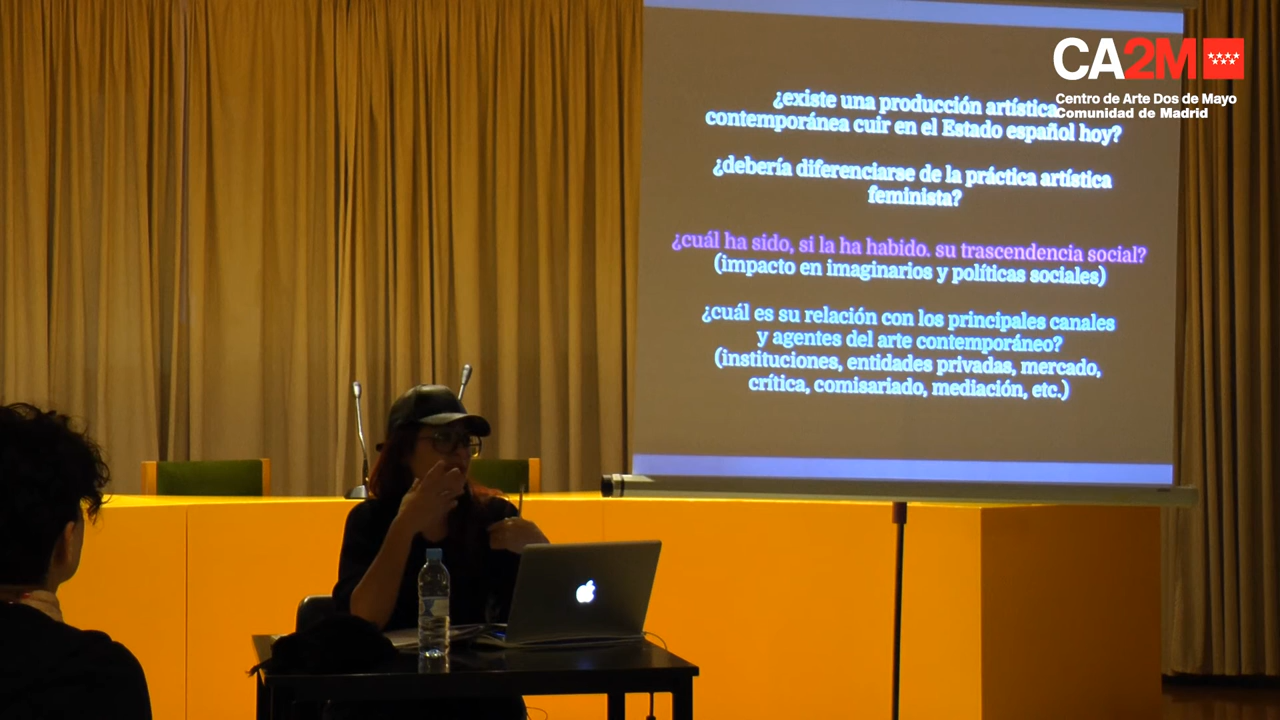 CA2M
Centro de Arte Dos de Mayo
Comunidad de Madrid
¿existe una producción artística
contemporánea cuir en el Estado español hoy?
¿debería diferenciarse de la práctica artística
feminista?
¿cuál ha sido, si la ha habido. su trascendencia social?
(impacto en imaginarios y políticas sociales)
¿cuál es su relación con los principales canales
y agentes del arte contemporáneo?
(instituciones, entidades privadas, mercado,
crítica, comisariado, mediación, etc.)